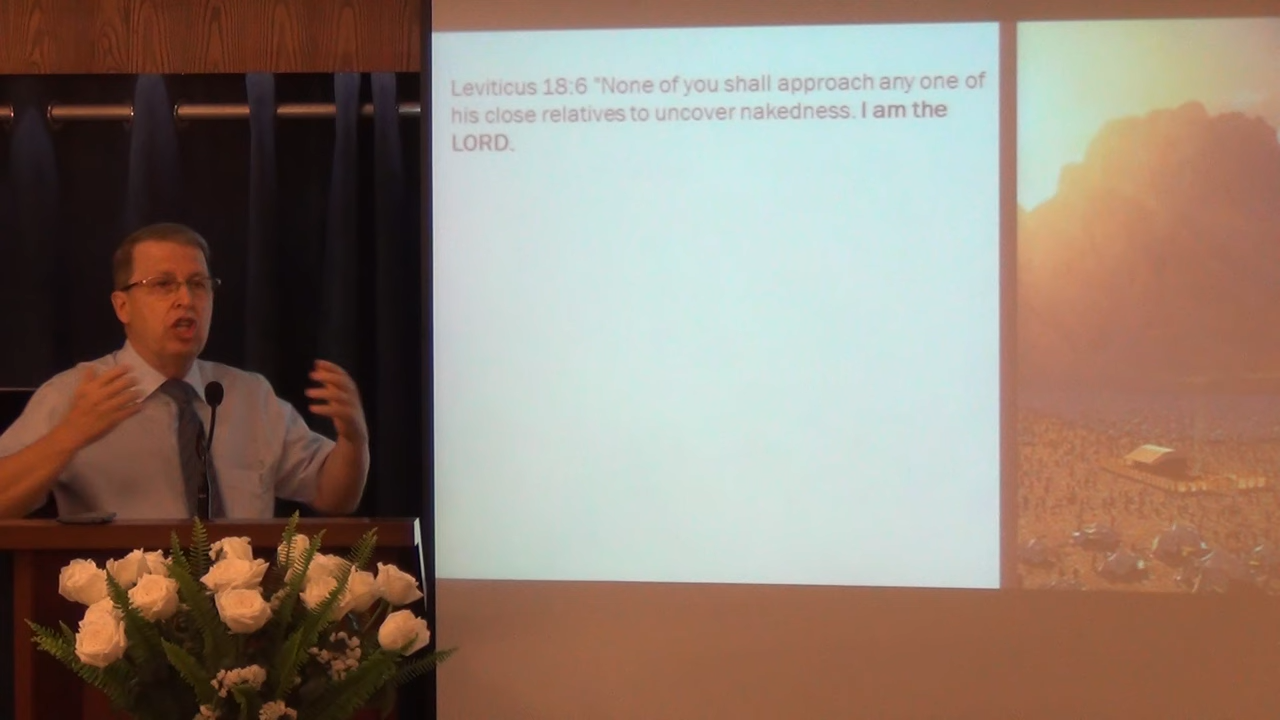 Leviticus 18:6 "None of you shall approach any one of
his close relatives to uncover nakedness. I am the
LORD.